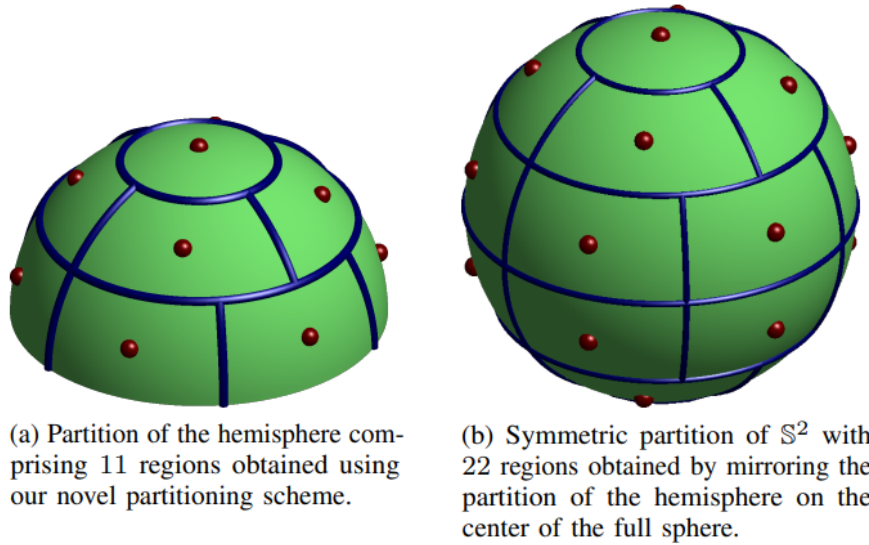 (a) Partition of the hemisphere com-
prising 11 regions obtained using
our novel partitioning scheme.
(b) Symmetric partition of 𝕊² with
22 regions obtained by mirroring the
partition of the hemisphere on the
center of the full sphere.